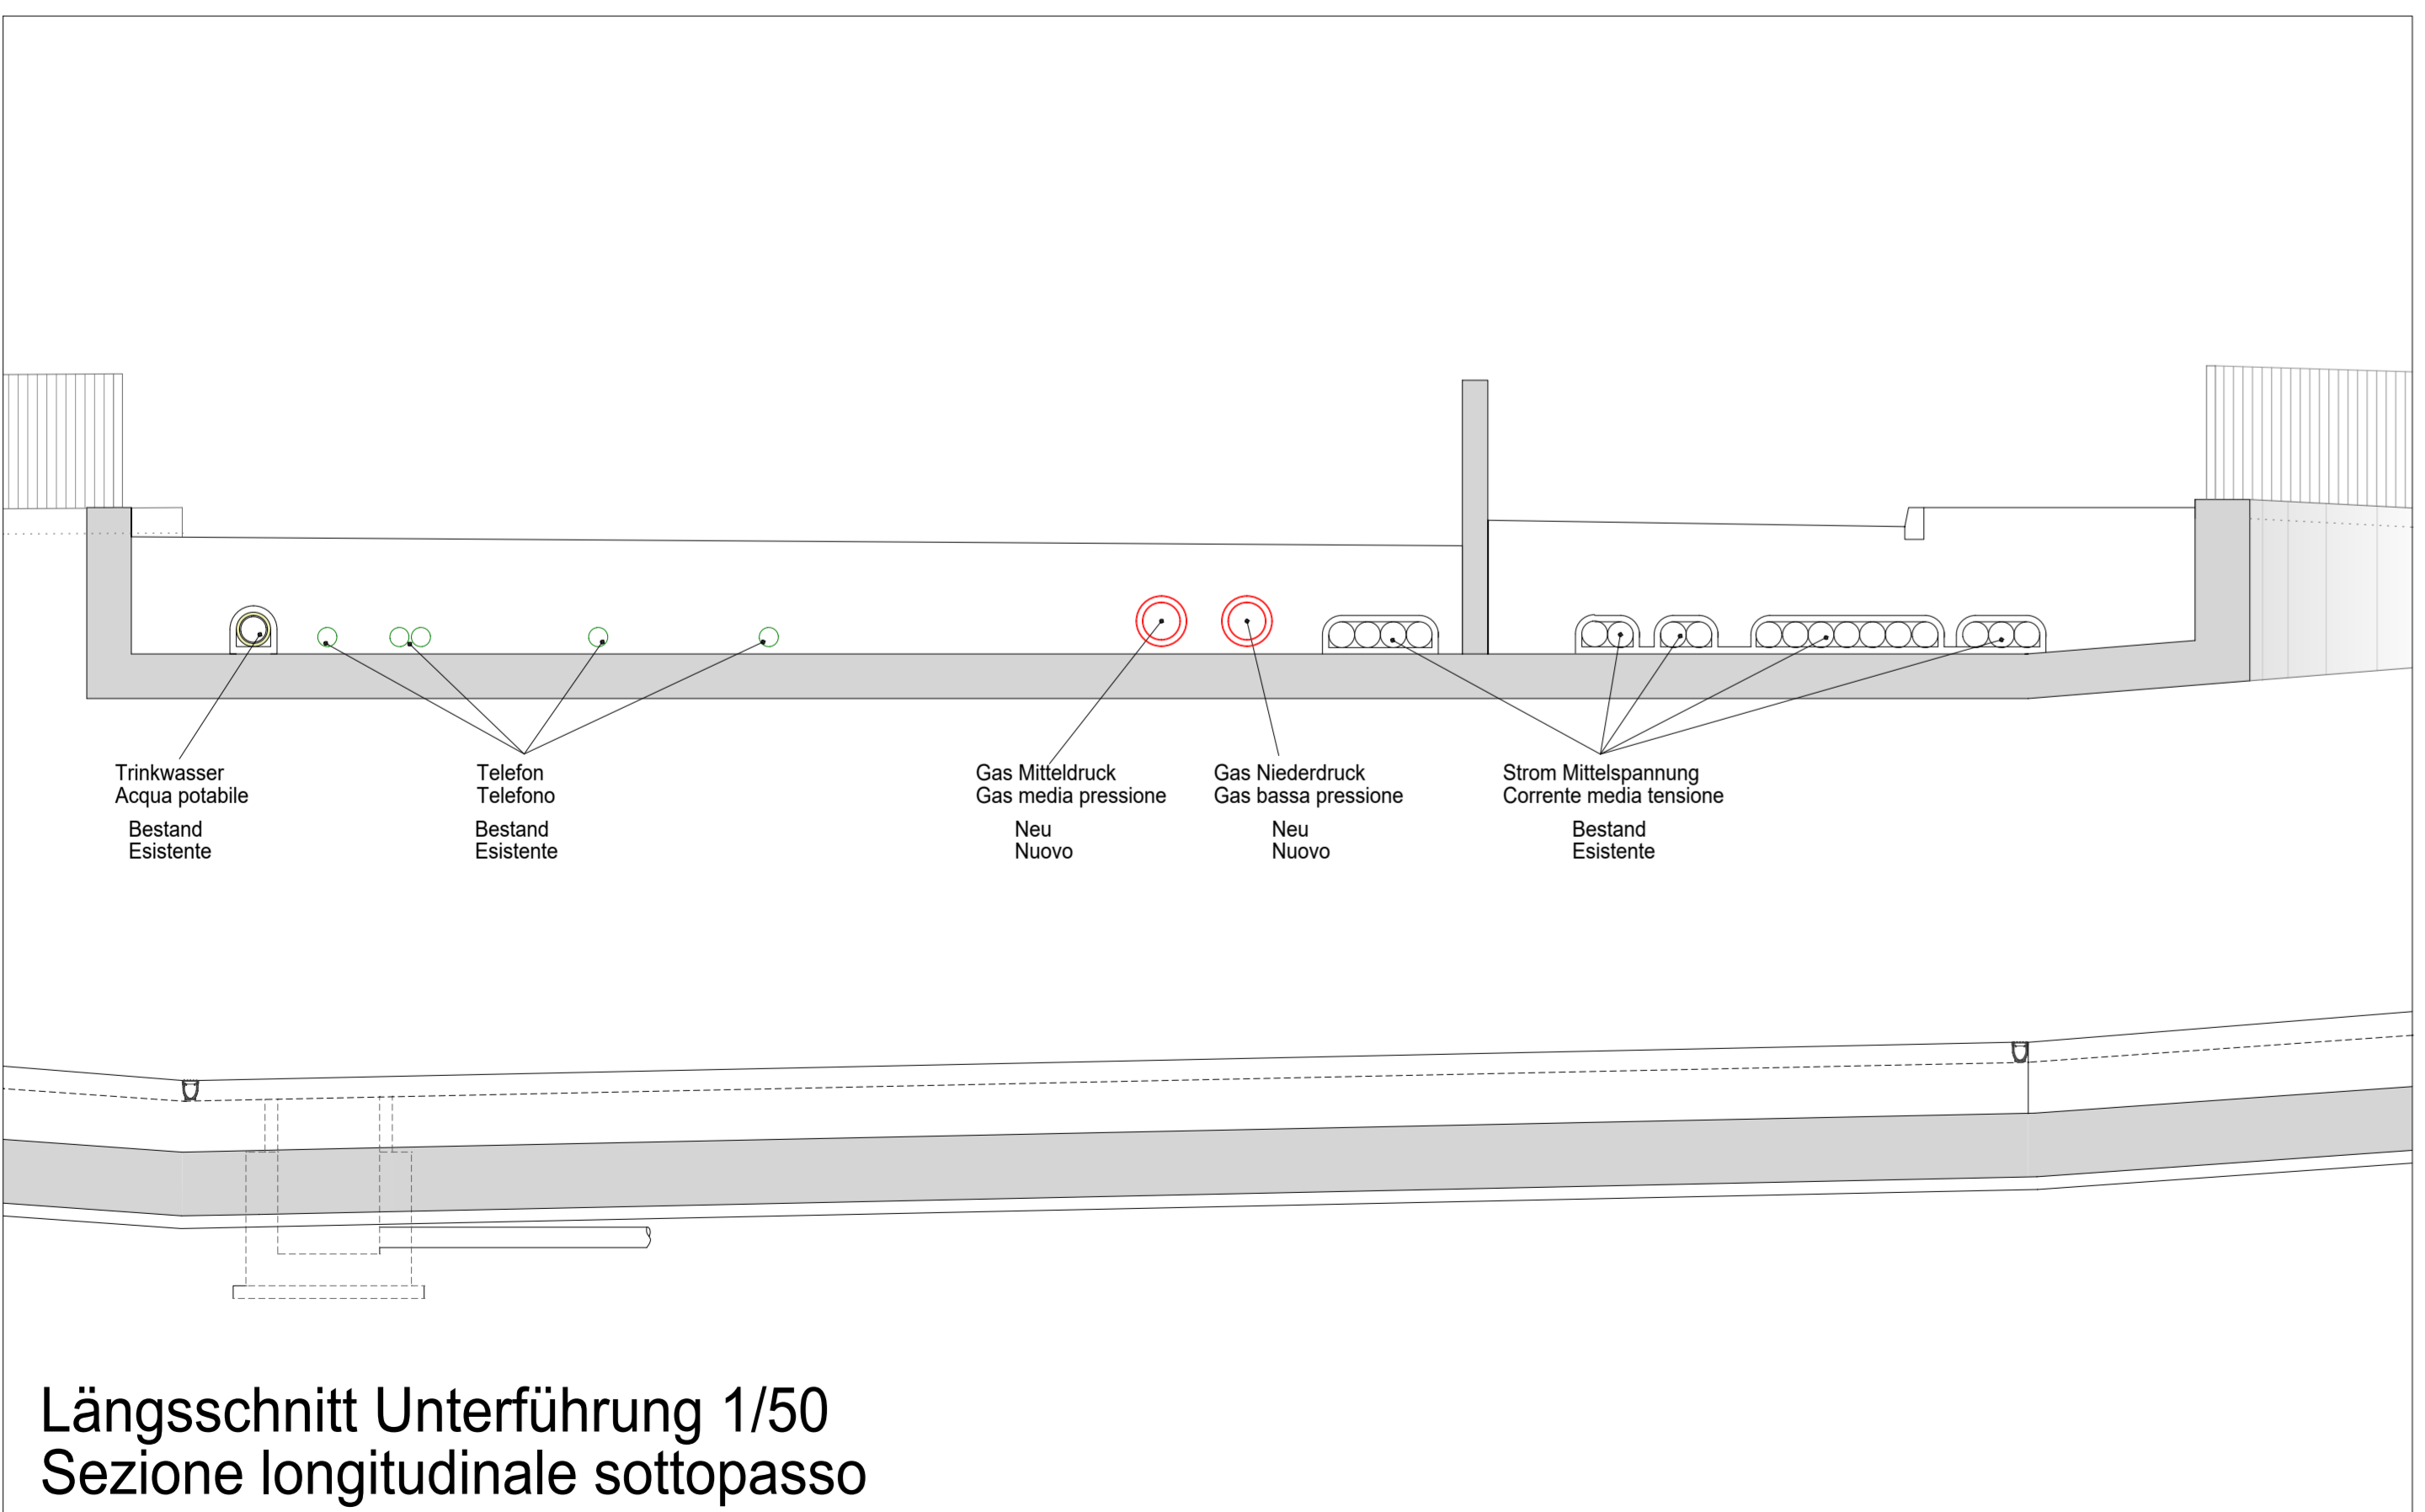 Trinkwasser
Acqua potabile
Bestand
Esistente
Telefon
Telefono
Bestand
Esistente
Gas Mitteldruck
Gas media pressione
Neu
Nuovo
Gas Niederdruck
Gas bassa pressione
Neu
Nuovo
Strom Mittelspannung
Corrente media tensione
Bestand
Esistente
Längsschnitt Unterführung 1/50
Sezione longitudinale sottopasso